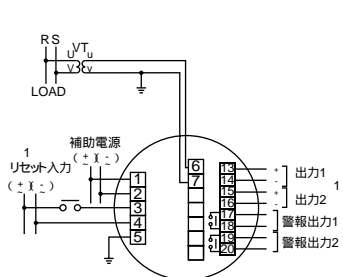 R S
U VT u
V v
LOAD
補助電源
( +~ )( -~ )
1
リセット入力
( +~ )( -~ )
1
2
3
4
5
6
7
13
14
15
16
17
18
19
20
+
-
+
-
出力1
出力2
1
警報出力1
警報出力2